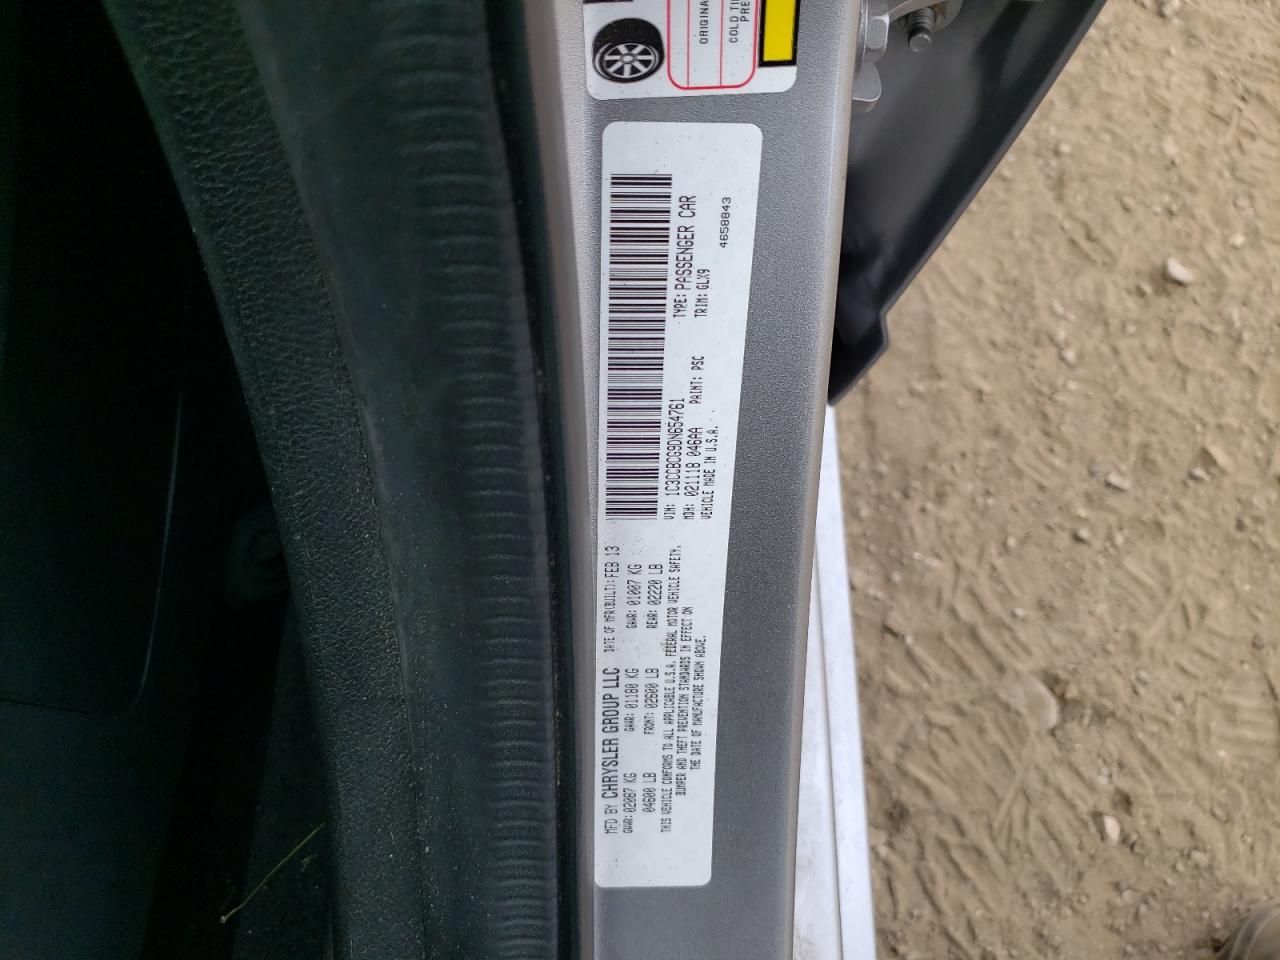 ORIGINA
COLD TI
PRE
MFD BY CHRYSLER GROUP LLC DATE OF MFR(BUILT): FEB 13
GVWR: 02087 KG GAWR: 01180 KG GAWR: 01007 KG
04600 LB FRONT: 02600 LB REAR: 02220 LB
THIS VEHICLE CONFORMS TO ALL APPLICABLE U.S.A. FEDERAL MOTOR VEHICLE SAFETY,
BUMPER AND THEFT PREVENTION STANDARDS IN EFFECT ON
THE DATE OF MANUFACTURE SHOWN ABOVE.
VIN: 1C3CCBCG9DN654761 TYPE: PASSENGER CAR
MDH: 021118 046AA PAINT: PSC TRIM: GLX9
VEHICLE MADE IN U.S.A. 4658843